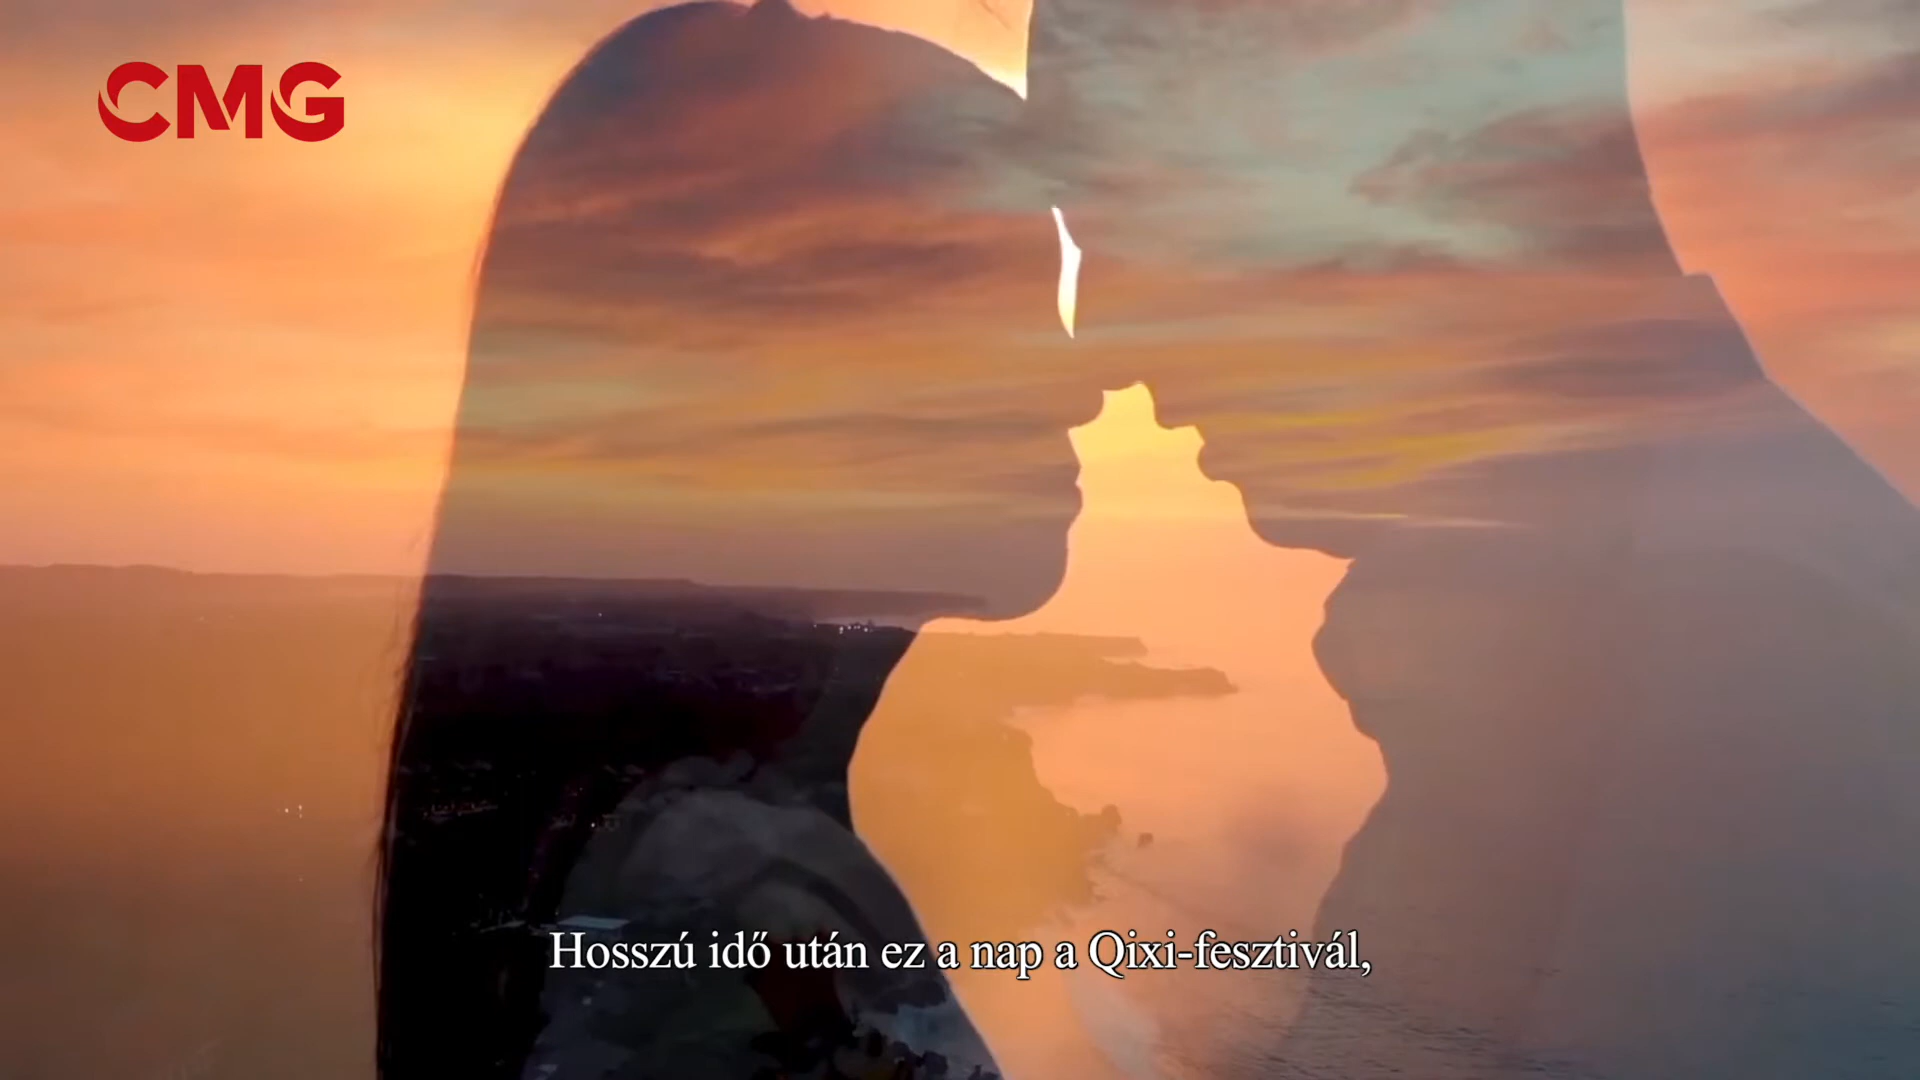 CMG
Hosszú idő után ez a nap a Qixi-fesztivál,